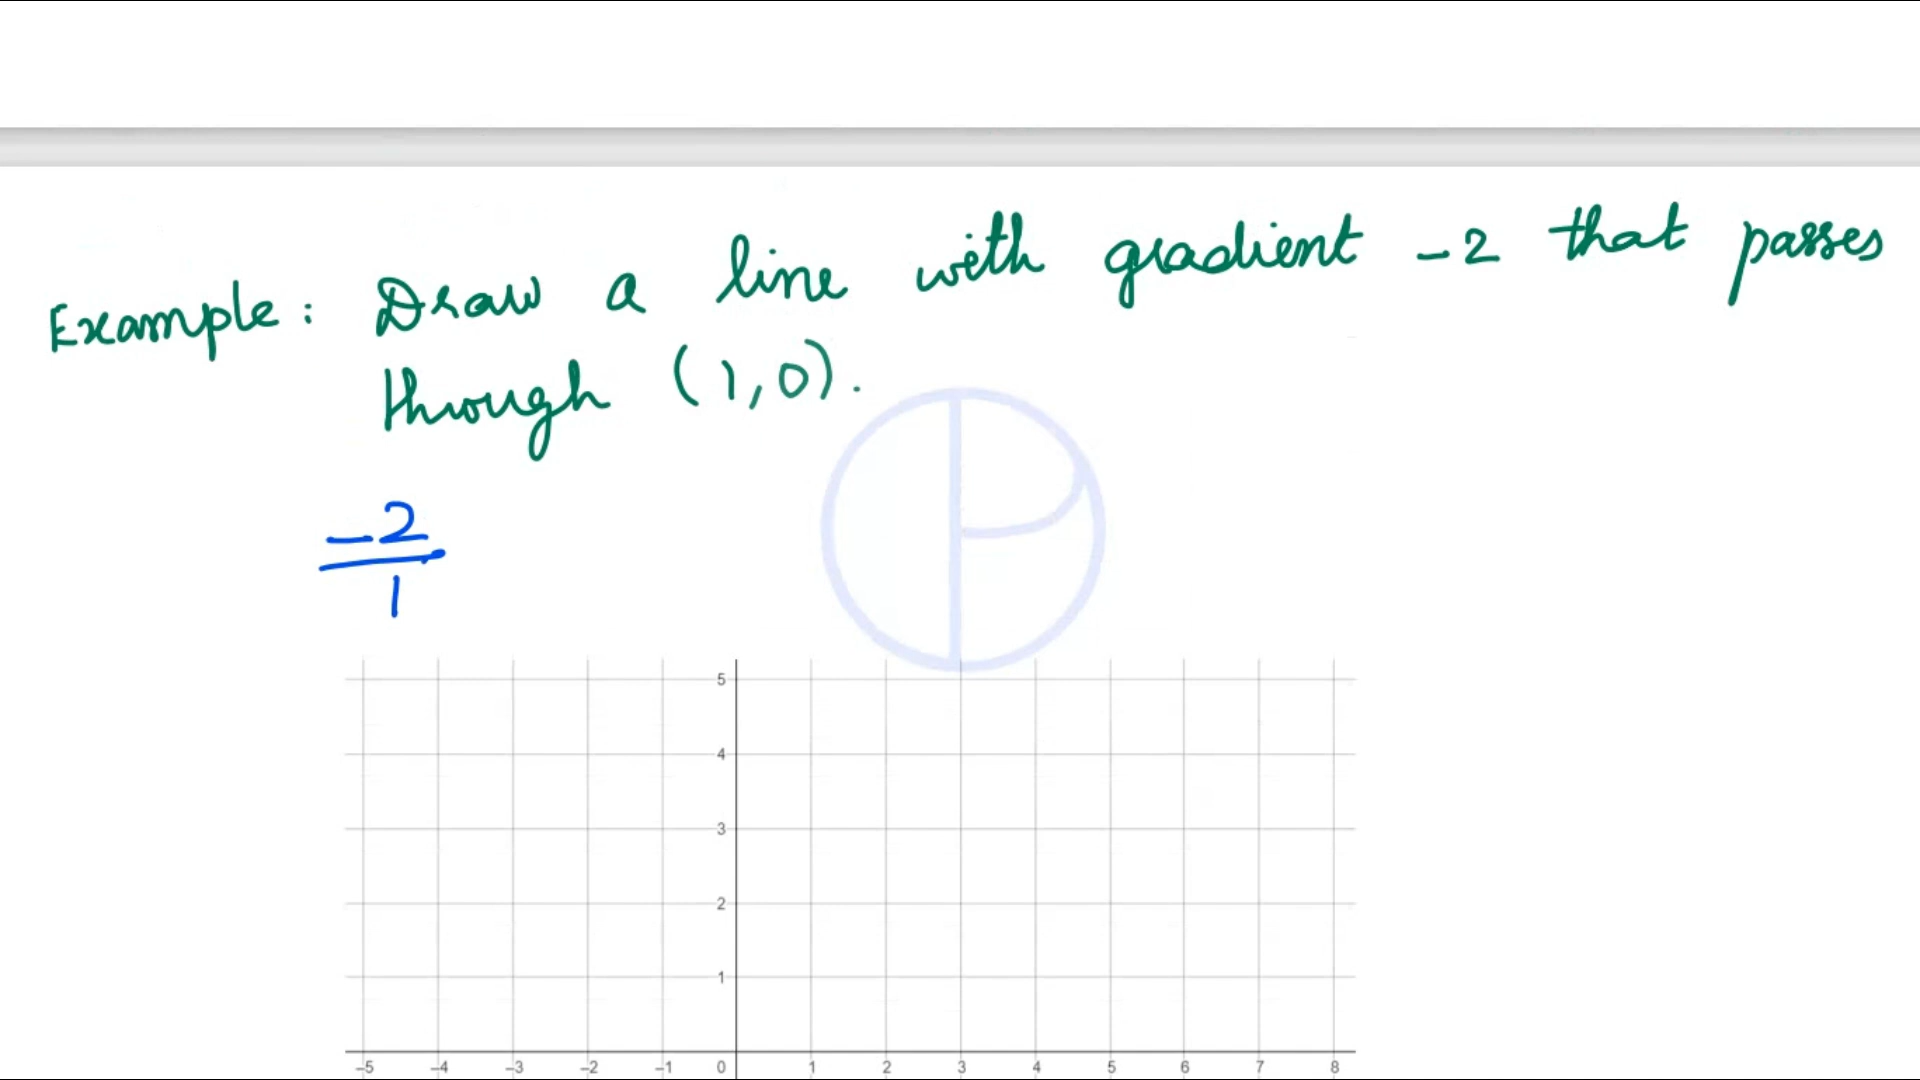 Example: Draw a line with gradient -2 that passes
through (1,0).
-2
1
5
4
3
2
1
-5 -4 -3 -2 -1 0 1 2 3 4 5 6 7 8